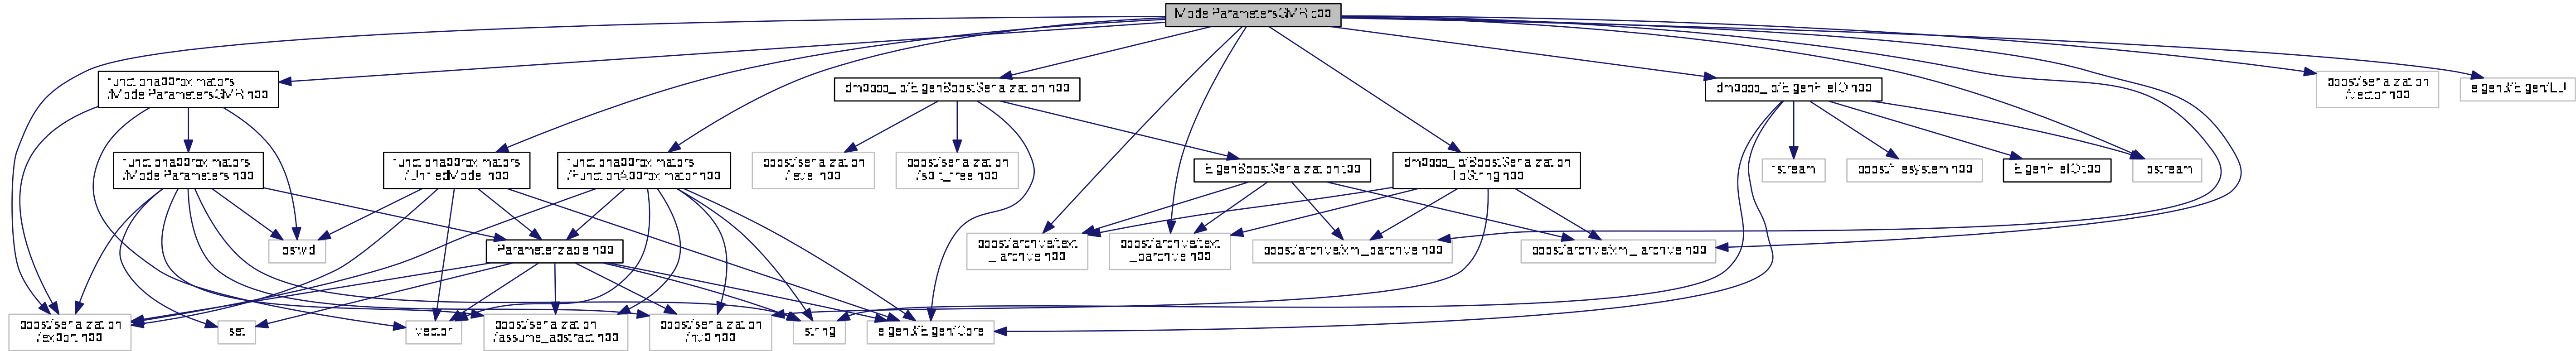 ModelParametersGMR.cpp
functionapproximators
/ModelParametersGMR.hpp
dmpbbo_io/EigenBoostSerialization.hpp
dmpbbo_io/EigenFileIO.hpp
boost/serialization
/vector.hpp
eigen3/Eigen/LU
functionapproximators
/ModelParameters.hpp
functionapproximators
/UnifiedModel.hpp
functionapproximators
/FunctionApproximator.hpp
boost/serialization
/level.hpp
boost/serialization
/split_free.hpp
EigenBoostSerialization.tpp
dmpbbo_io/BoostSerialization
ToString.hpp
fstream
boost/filesystem.hpp
EigenFileIO.tpp
iostream
iosfwd
Parameterizable.hpp
boost/archive/text
_iarchive.hpp
boost/archive/text
_oarchive.hpp
boost/archive/xml_oarchive.hpp
boost/archive/xml_iarchive.hpp
boost/serialization
/export.hpp
set
vector
boost/serialization
/assume_abstract.hpp
boost/serialization
/nvp.hpp
string
eigen3/Eigen/Core